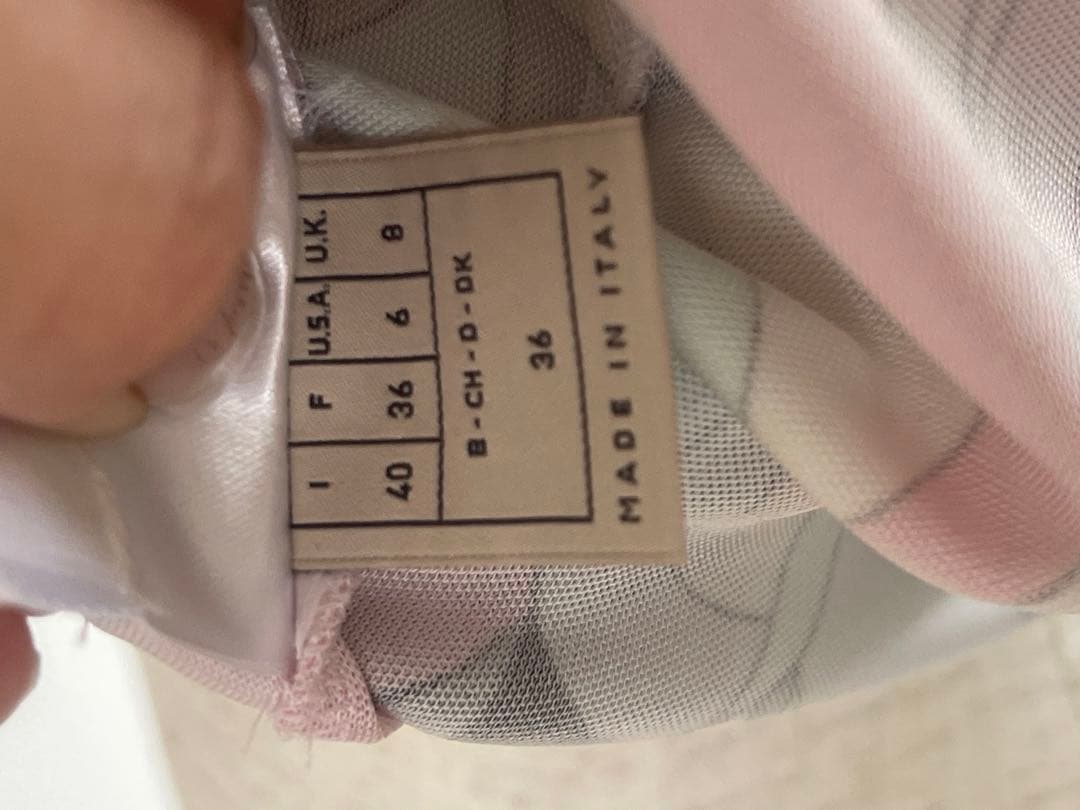 I F U.S.A. U.K.
40 36 6 8
B - CH - D - DK
36
MADE IN ITALY